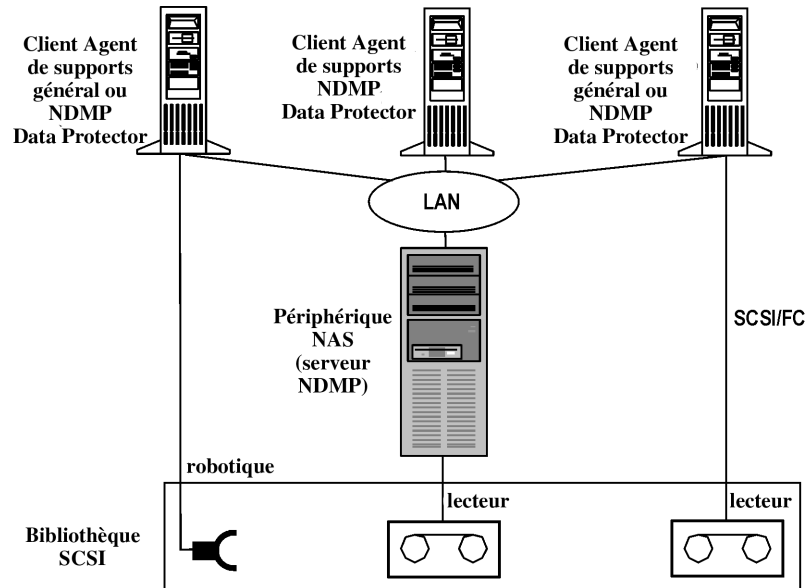 Client Agent
de supports
général ou
NDMP
Data Protector
Client Agent
de supports
NDMP
Data Protector
Client Agent
de supports
général ou
NDMP
Data Protector
LAN
Périphérique
NAS
(serveur
NDMP)
SCSI/FC
robotique
lecteur
lecteur
Bibliothèque
SCSI